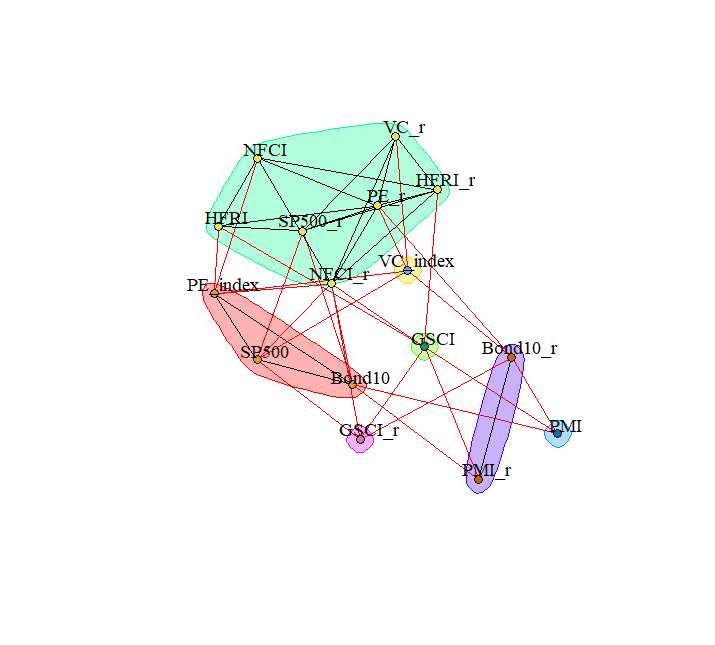 VC_r
NFCI
HFRI_r
PE_r
HFRI
SP500_r
VC_index
NFCI_r
PE_index
GSCI
Bond10_r
SP500
Bond10
PMI
GSCI_r
PMI_r